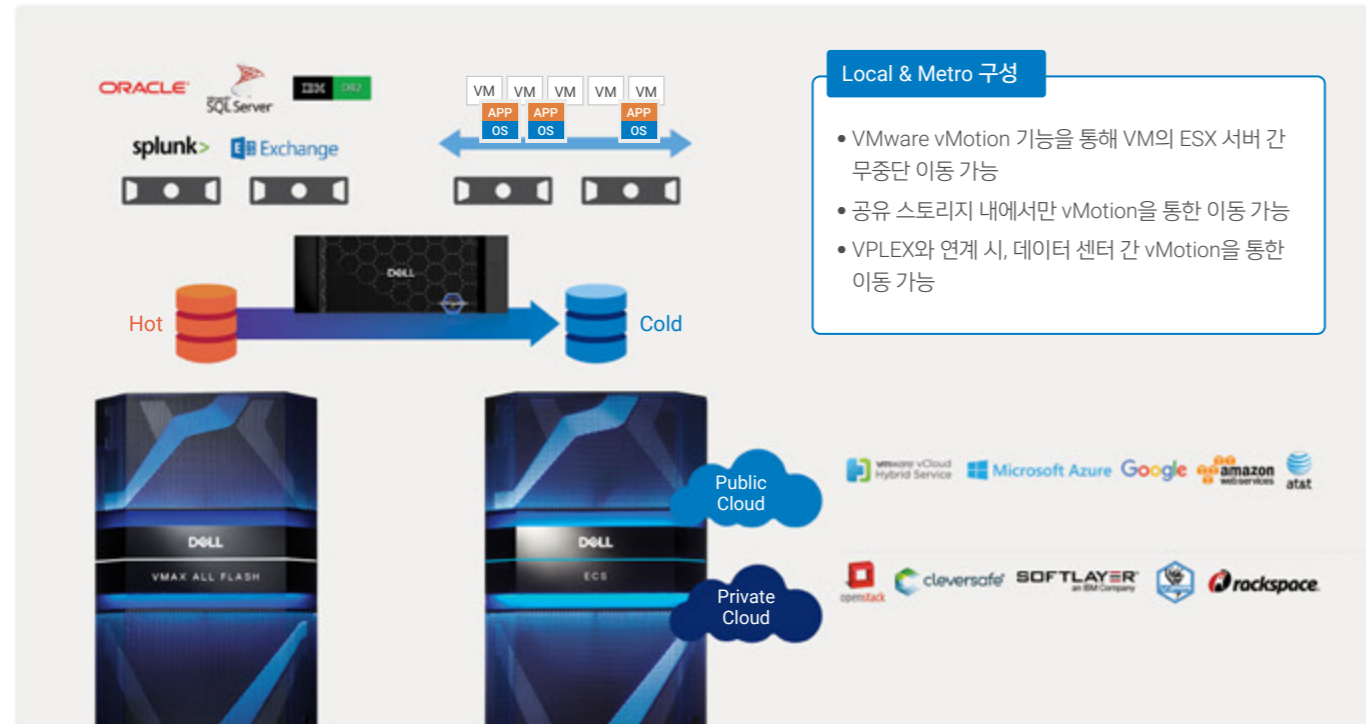 ORACLE
Microsoft
SQL Server
IBM DB2
splunk>
Exchange
VM VM VM VM VM
APP APP APP
OS OS OS
Local & Metro 구성
• VMware vMotion 기능을 통해 VM의 ESX 서버 간
무중단 이동 가능
• 공유 스토리지 내에서만 vMotion을 통한 이동 가능
• VPLEX와 연계 시, 데이터 센터 간 vMotion을 통한
이동 가능
DELL
Hot
Cold
DELL
VMAX ALL FLASH
DELL
ECS
Public
Cloud
vmware vCloud
Hybrid Service
Microsoft Azure
Google
amazon
webservices
at&t
Private
Cloud
openstack
cleversafe
SOFTLAYER
an IBM Company
rackspace